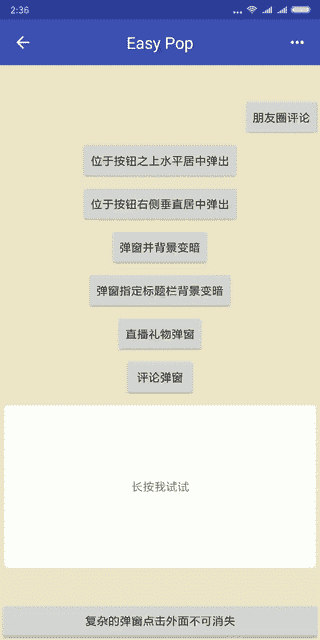 2:36
Easy Pop
朋友圈评论
位于按钮之上水平居中弹出
位于按钮右侧垂直居中弹出
弹窗并背景变暗
弹窗指定标题栏背景变暗
直播礼物弹窗
评论弹窗
长按我试试
复杂的弹窗点击外面不可消失